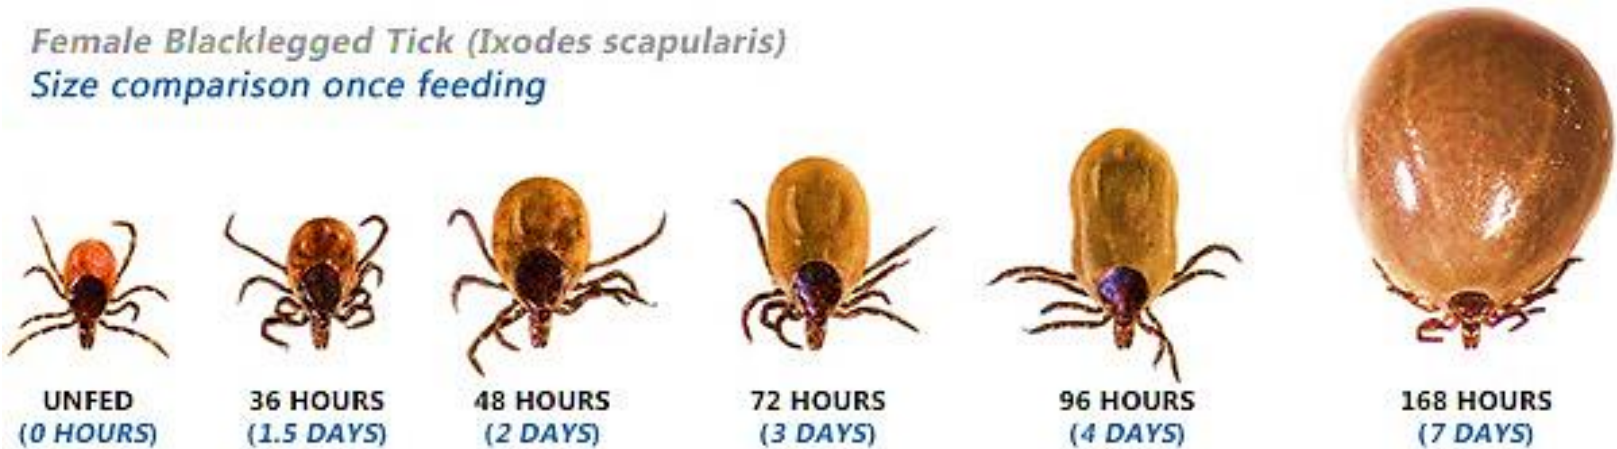 Female Blacklegged Tick (Ixodes scapularis)
Size comparison once feeding
UNFED
(0 HOURS)
36 HOURS
(1.5 DAYS)
48 HOURS
(2 DAYS)
72 HOURS
(3 DAYS)
96 HOURS
(4 DAYS)
168 HOURS
(7 DAYS)